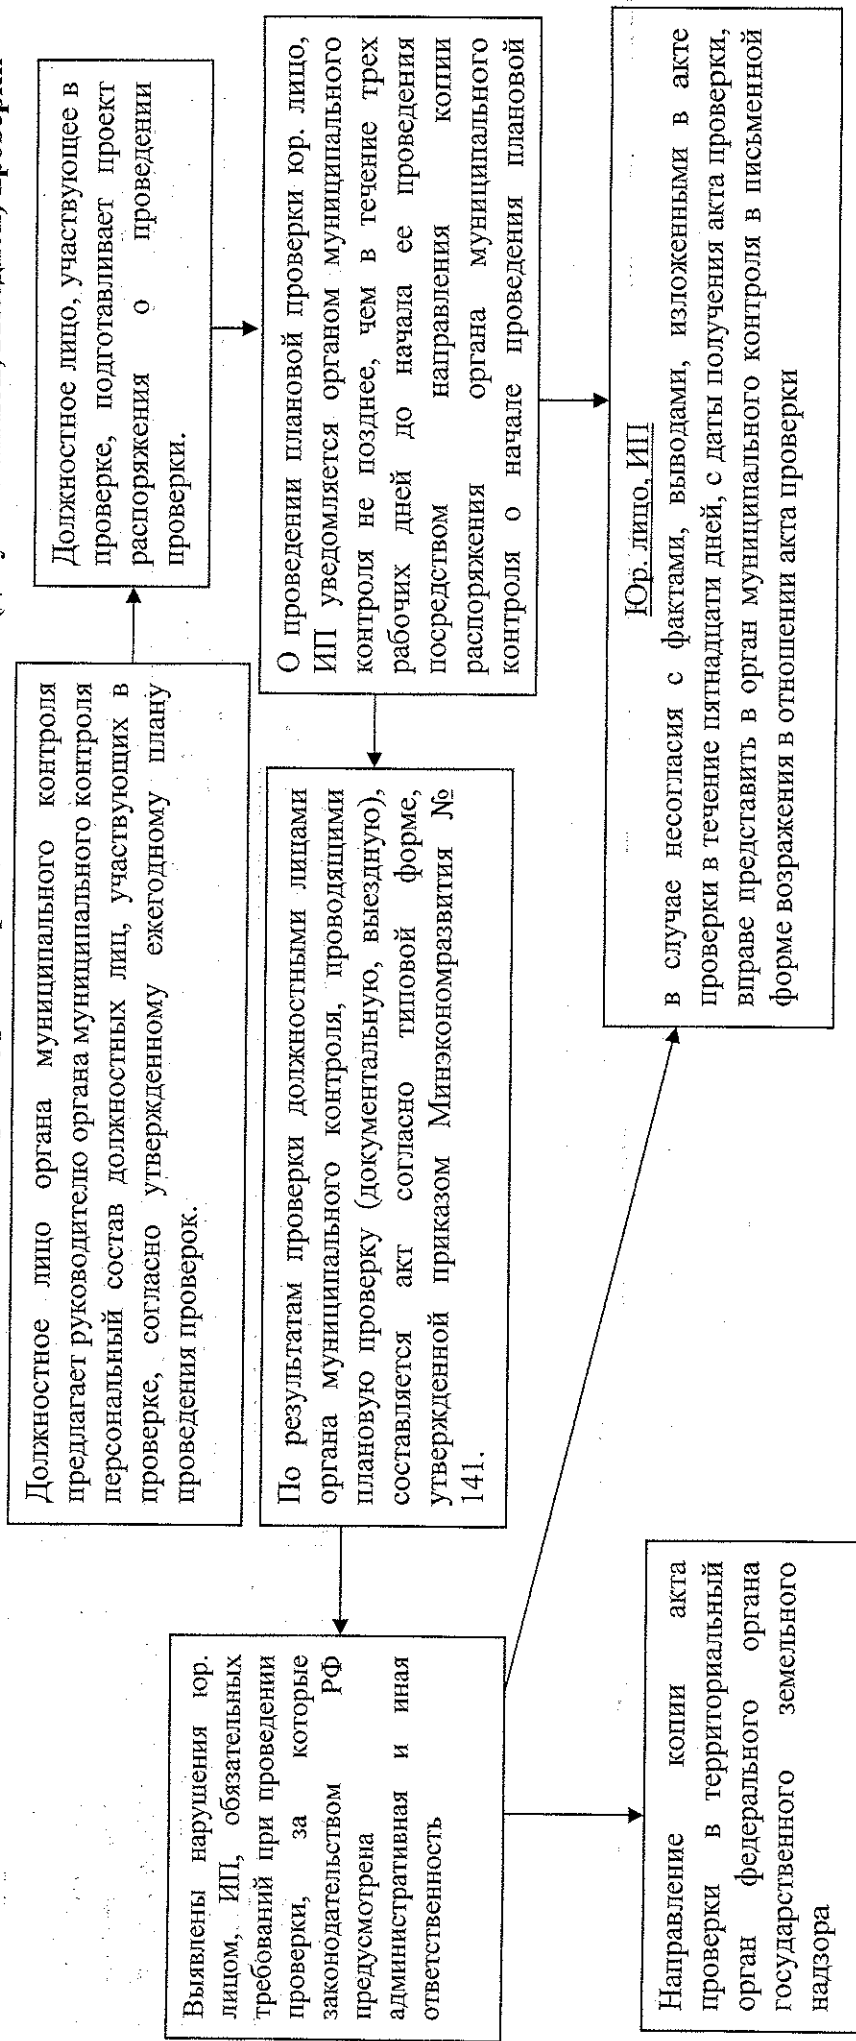 Должностное лицо органа муниципального контроля
предлагает руководителю органа муниципального контроля
персональный состав должностных лиц, участвующих в
проверке, согласно утвержденному ежегодному плану
проведения проверок.
Должностное лицо, участвующее в
проверке, подготавливает проект
распоряжения о проведении
проверки.
О проведении плановой проверки юр. лицо,
ИП уведомляется органом муниципального
контроля не позднее, чем в течение трех
рабочих дней до начала ее проведения
посредством направления копии
распоряжения органа муниципального
контроля о начале проведения плановой
По результатам проверки должностными лицами
органа муниципального контроля, проводящими
плановую проверку (документальную, выездную),
составляется акт согласно типовой форме,
утвержденной приказом Минэкономразвития №
141.
Выявлены нарушения юр.
лицом, ИП, обязательных
требований при проведении
проверки, за которые
законодательством РФ
предусмотрена
административная и иная
ответственность
Юр. лицо, ИП
в случае несогласия с фактами, выводами, изложенными в акте
проверки в течение пятнадцати дней, с даты получения акта проверки,
вправе представить в орган муниципального контроля в письменной
форме возражения в отношении акта проверки
Направление копии акта
проверки в территориальный
орган федерального органа
государственного земельного
надзора